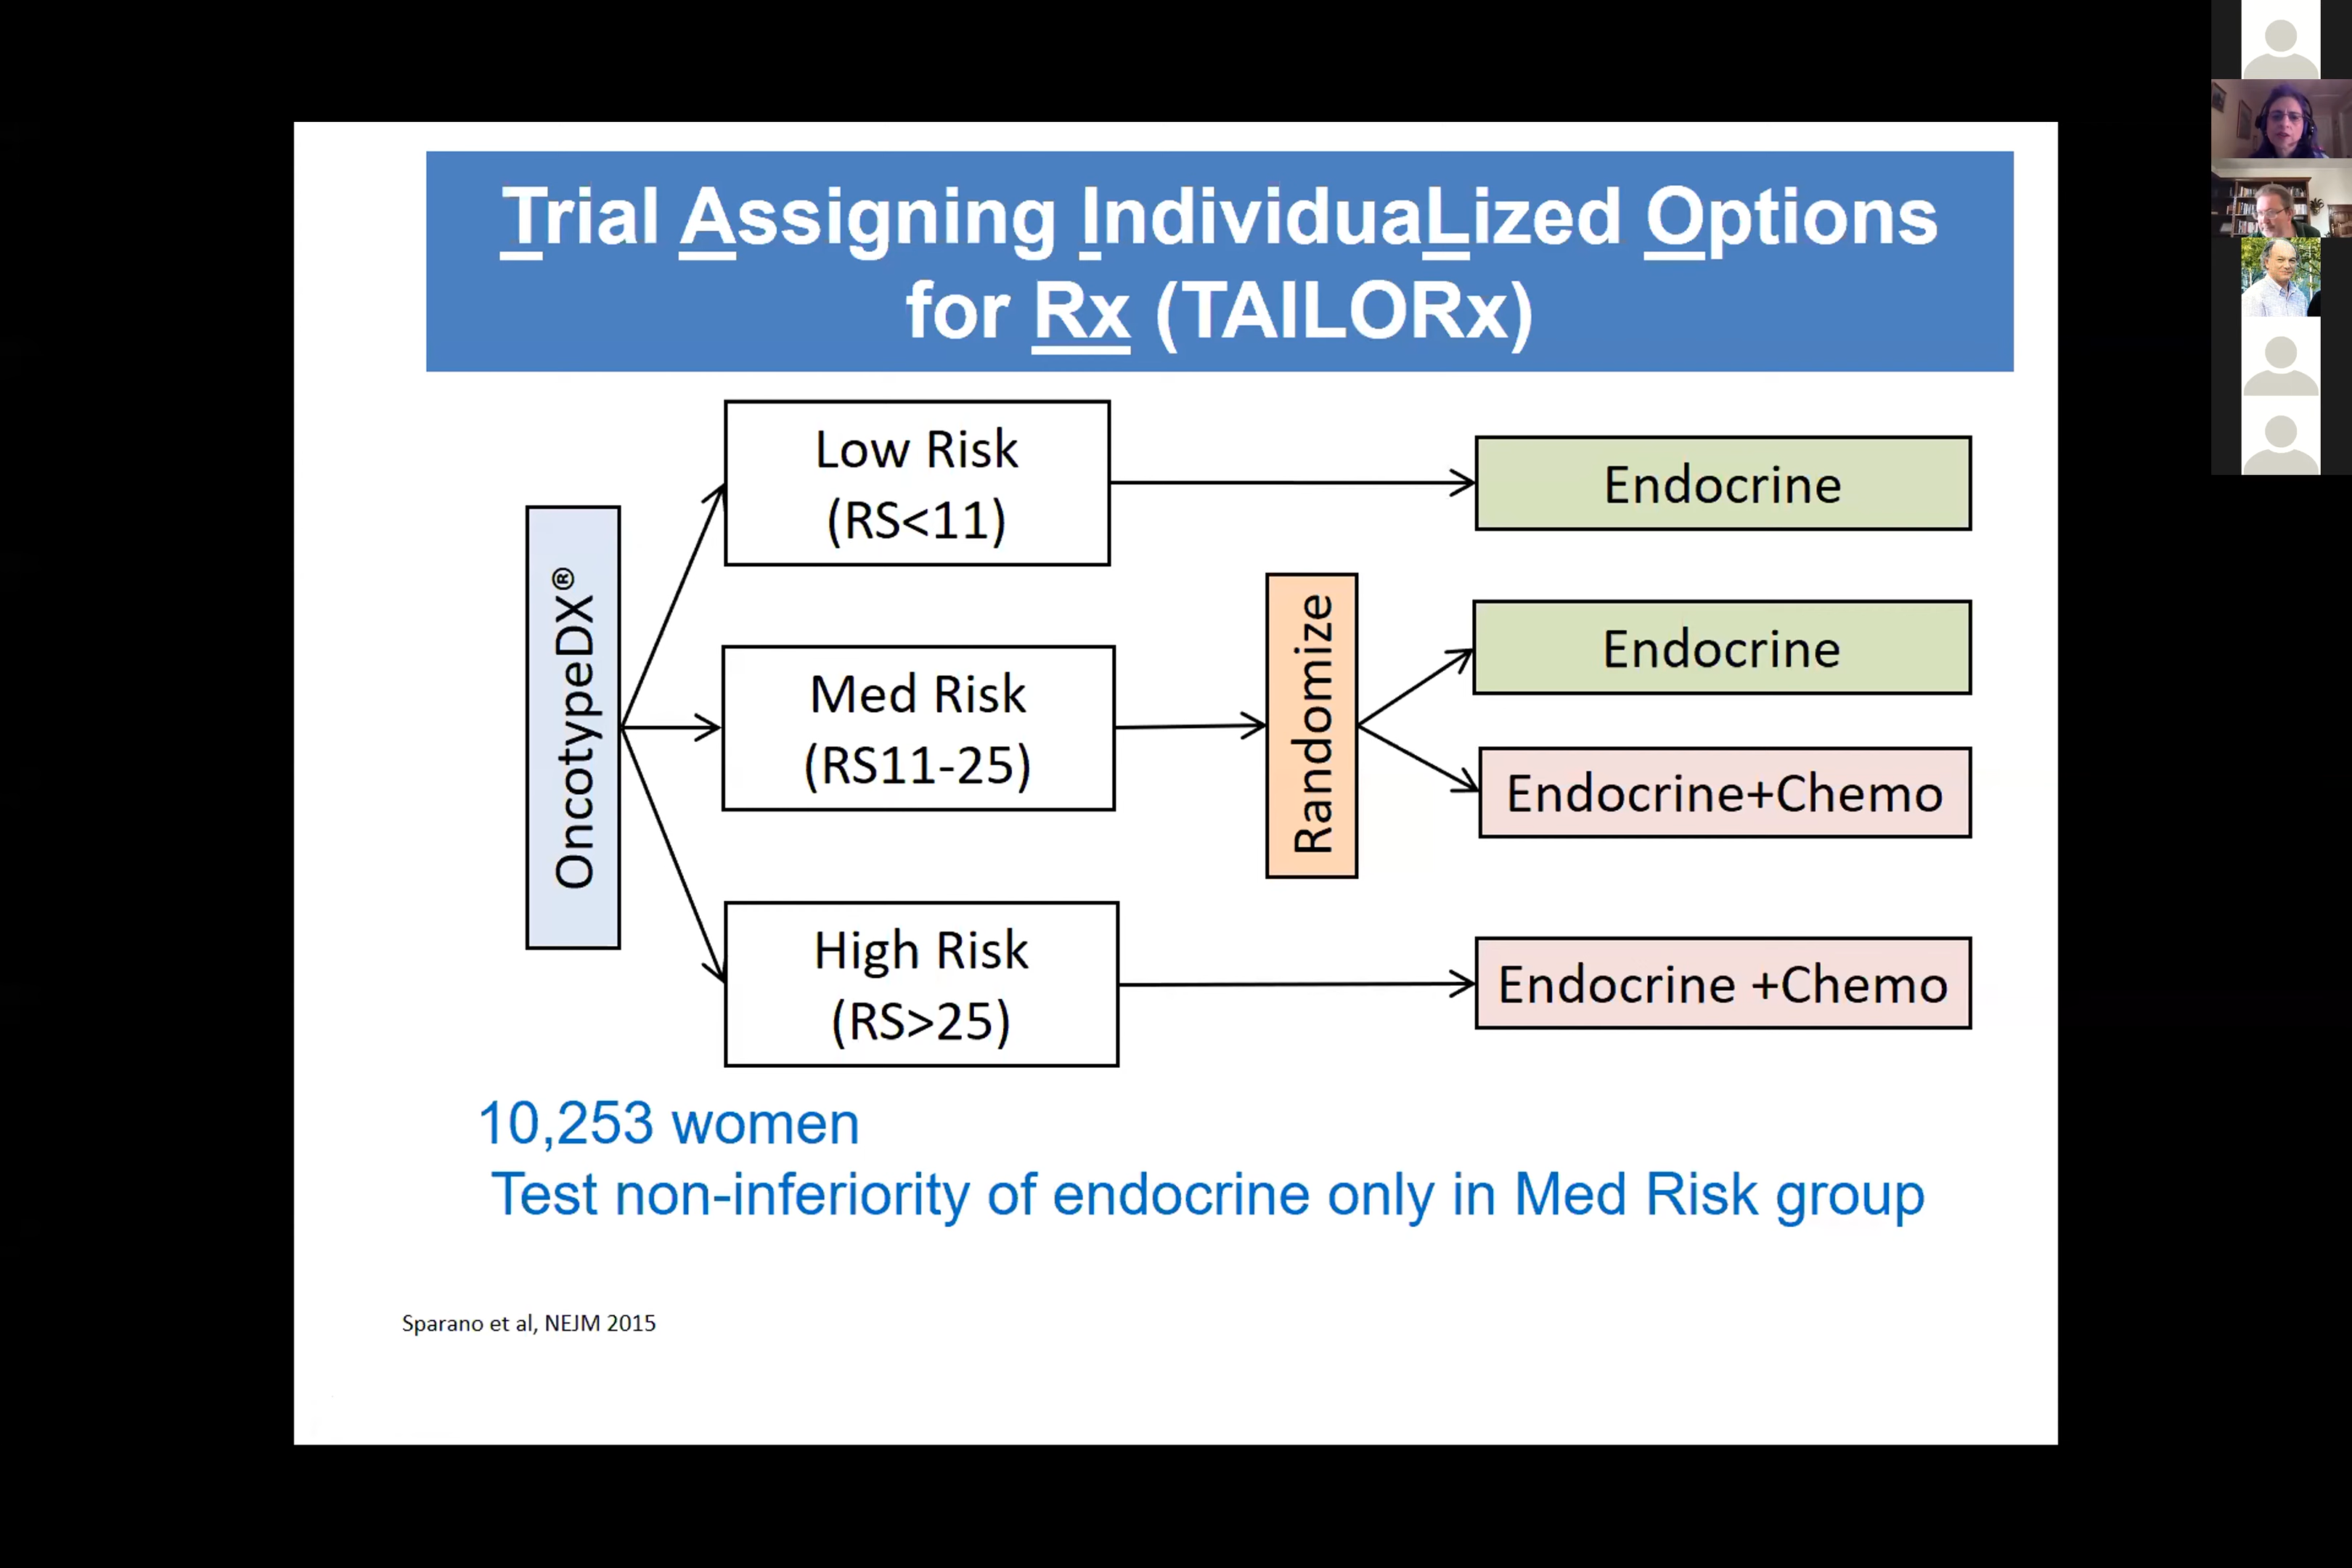 Trial Assigning IndividuaLized Options
for Rx (TAILORx)
OncotypeDX®
Low Risk
(RS<11)
Endocrine
Med Risk
(RS11-25)
Randomize
Endocrine
Endocrine+Chemo
High Risk
(RS>25)
Endocrine +Chemo
10,253 women
Test non-inferiority of endocrine only in Med Risk group
Sparano et al, NEJM 2015